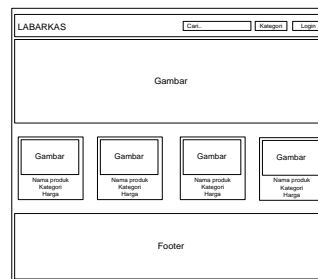 LABARKAS
Cari..
Kategori
Login
Gambar
Gambar
Nama produk
Kategori
Harga
Gambar
Nama produk
Kategori
Harga
Gambar
Nama produk
Kategori
Harga
Gambar
Nama produk
Kategori
Harga
Footer